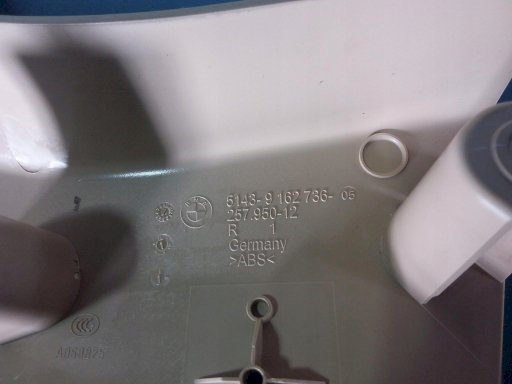 6143- 9 162 736- 05
257.950-12
R 1
Germany
>ABS<